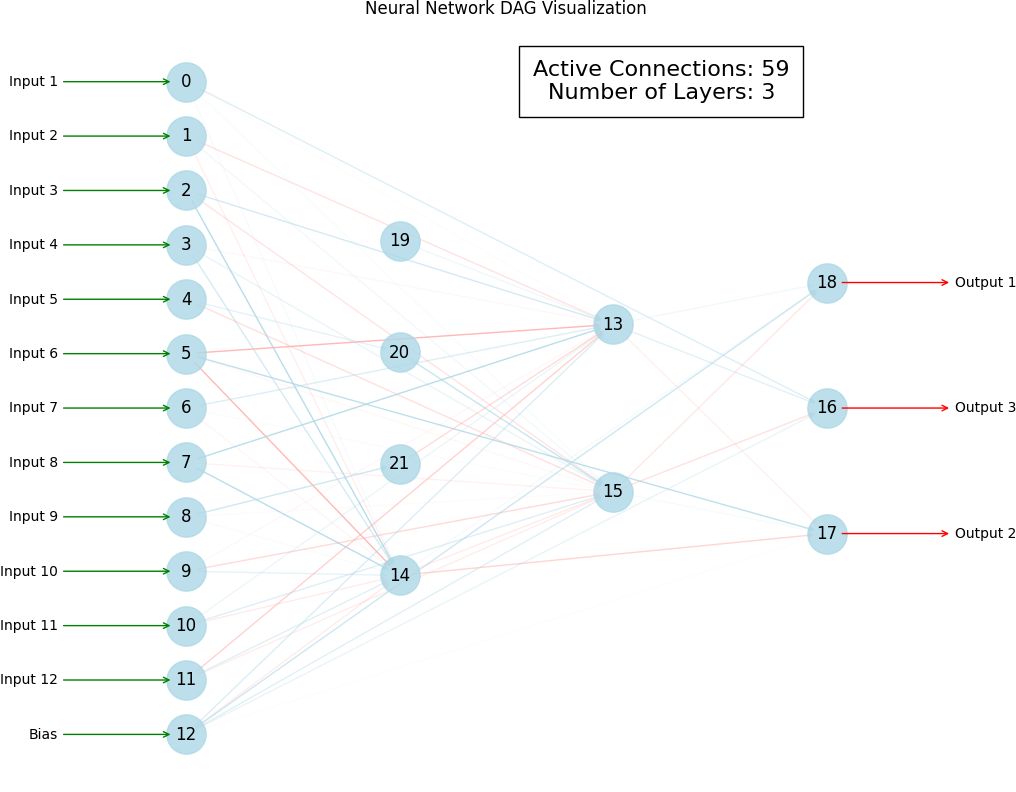 Neural Network DAG Visualization
Active Connections: 59
Number of Layers: 3
Input 1 0
Input 2 1
Input 3 2
Input 4 3
Input 5 4
Input 6 5
Input 7 6
Input 8 7
Input 9 8
Input 10 9
Input 11 10
Input 12 11
Bias 12
19
20
21
14
13
15
18 Output 1
16 Output 3
17 Output 2